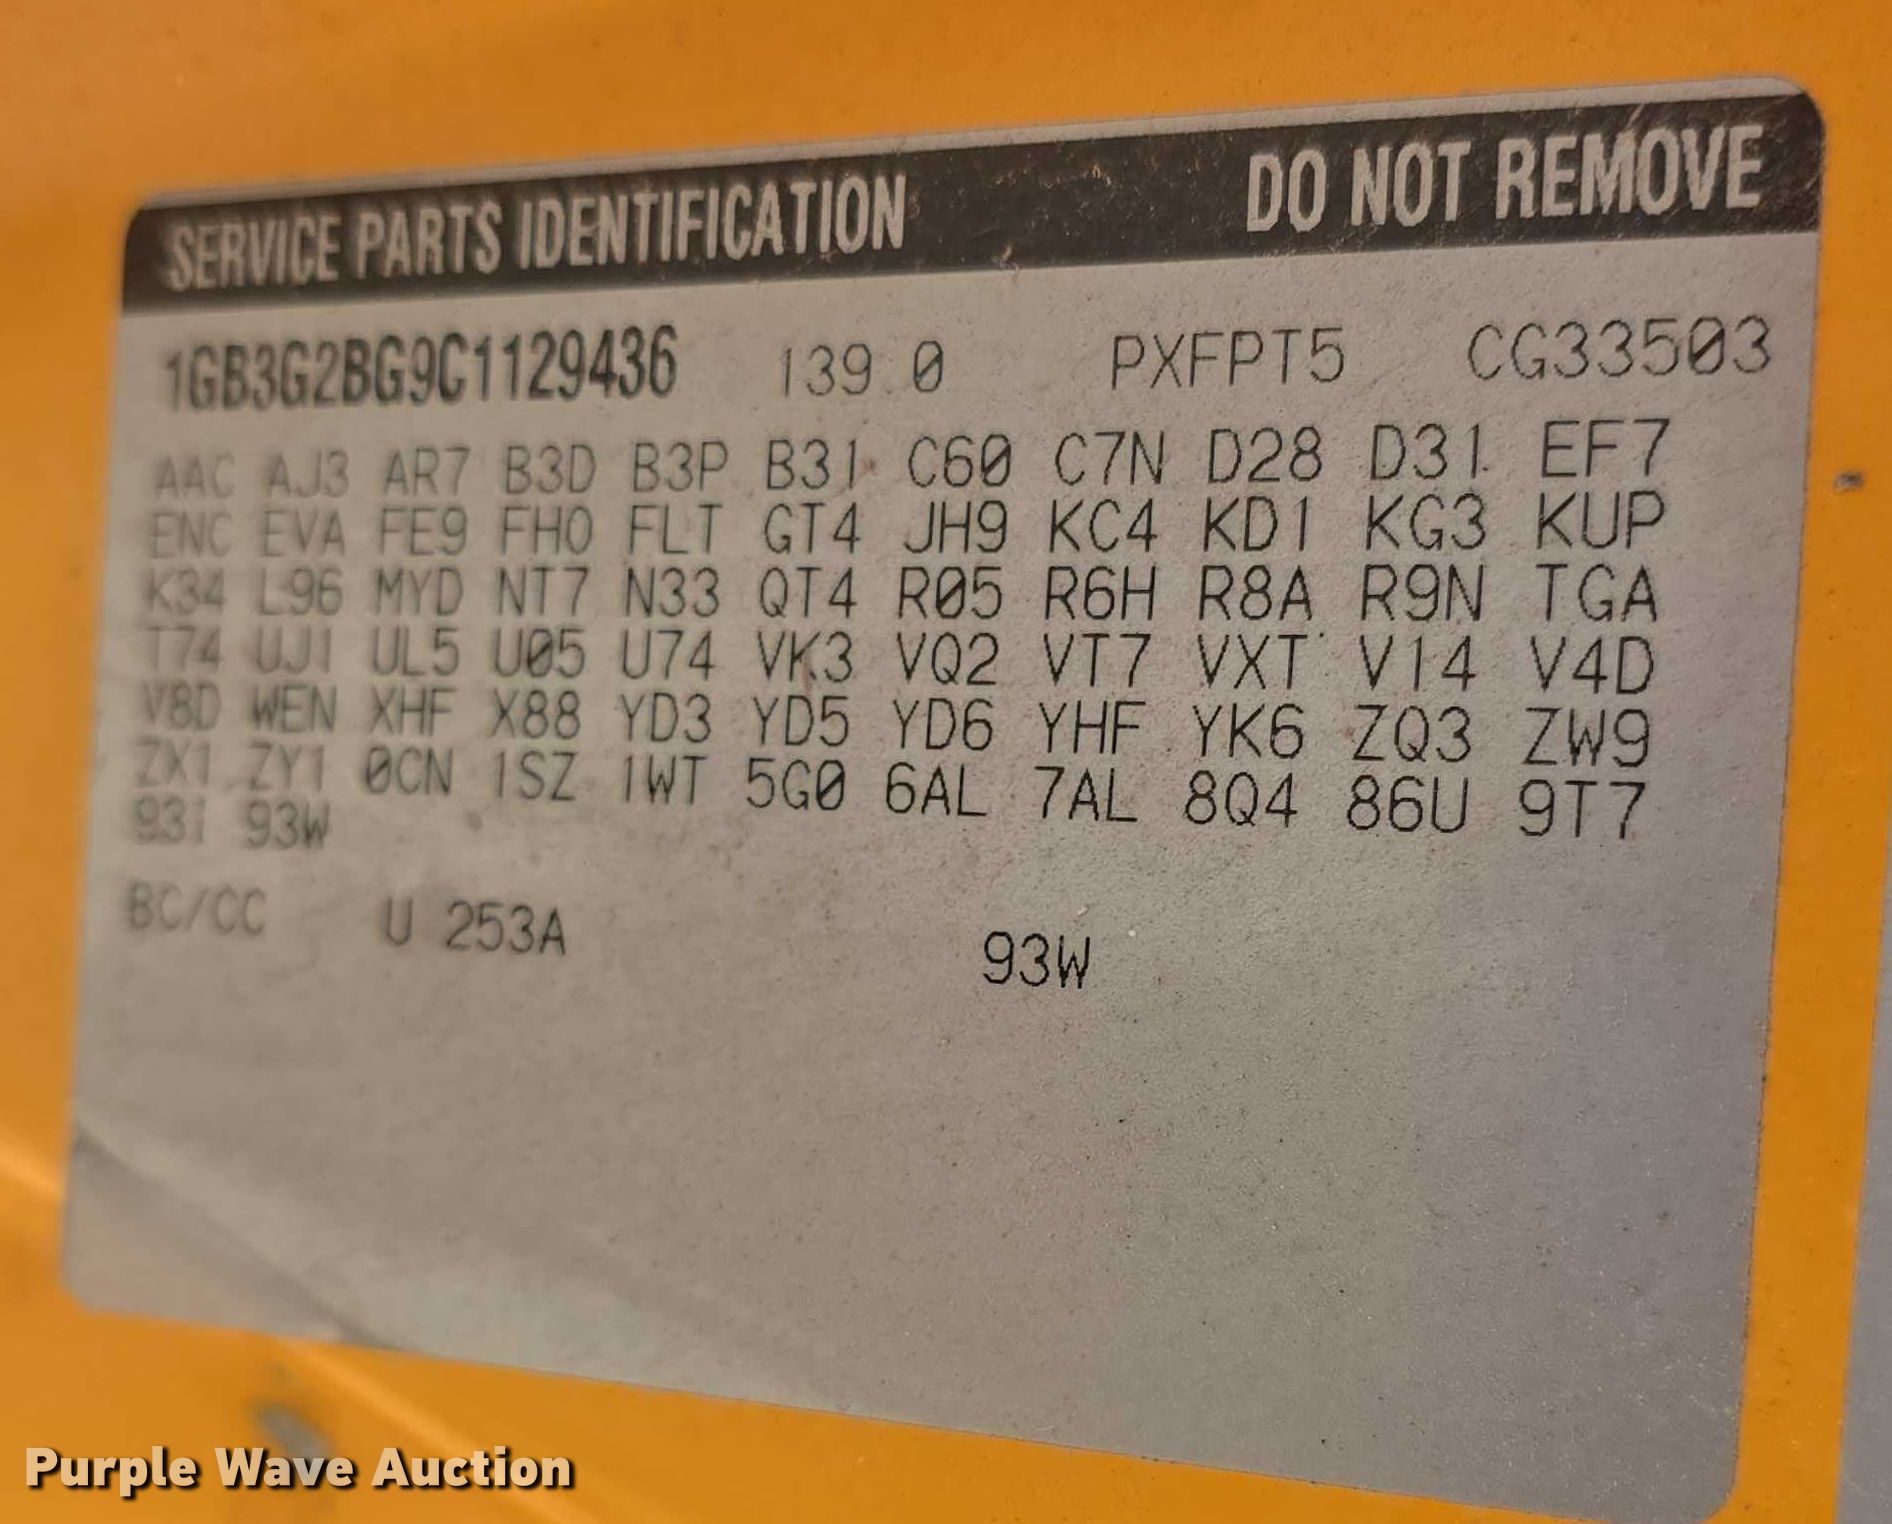 SERVICE PARTS IDENTIFICATION DO NOT REMOVE
1GB3G2BG9C1129436 139.0 PXFPT5 CG33503
AAC AJ3 AR7 B3D B3P B31 C60 C7N D28 D31 EF7
ENC EVA FE9 FHO FLT GT4 JH9 KC4 KD1 KG3 KUP
K34 L96 MYD NT7 N33 QT4 R05 R6H R8A R9N TGA
T74 UJ1 UL5 U05 U74 VK3 VQ2 VT7 VXT V14 V4D
V8D WEN XHF X88 YD3 YD5 YD6 YHF YK6 ZQ3 ZW9
ZX1 ZY1 0CN 1SZ 1WT 5G0 6AL 7AL 8Q4 86U 9T7
93I 93W
BC/CC U 253A 93W
Purple Wave Auction